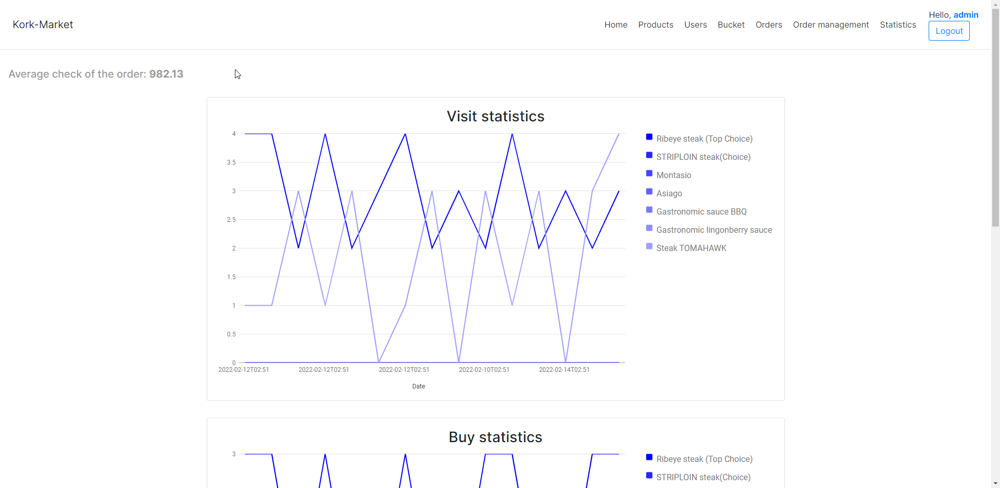 Kork-Market
Home Products Users Bucket Orders Order management Statistics
Hello, admin
Logout
Average check of the order: 982.13
Visit statistics
4
3.5
3
2.5
2
1.5
1
0.5
0
2022-02-12T02:51 2022-02-12T02:51 2022-02-12T02:51 2022-02-10T02:51 2022-02-14T02:51
Date
Ribeye steak (Top Choice)
STRIPLOIN steak(Choice)
Montasio
Asiago
Gastronomic sauce BBQ
Gastronomic lingonberry sauce
Steak TOMAHAWK
Buy statistics
3
Ribeye steak (Top Choice)
STRIPLOIN steak(Choice)